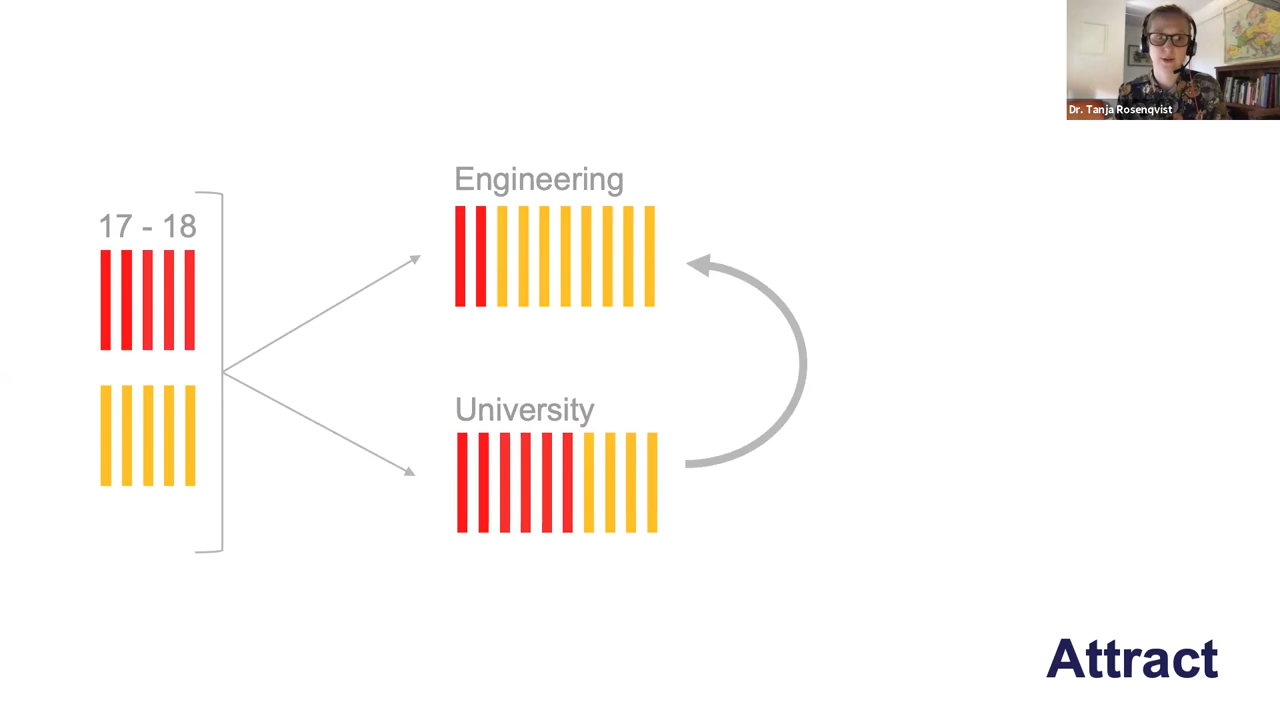 Dr. Tanja Rosenqvist
Engineering
17 - 18
University
Attract